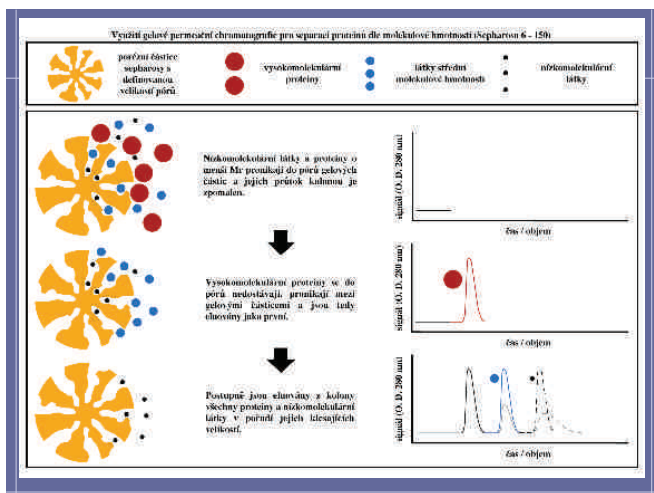 Využití gelové permeační chromatografie pro separaci proteinů dle molekulové hmotnosti (Sepharosa 6 - 150)
porézní částice
sepharosy s
definovanou
velikostí pórů
vysokomolekulární
proteiny
látky střední
molekulové hmotnosti
nízkomolekulární
látky
Nízkomolekulární látky a proteiny o
menší Mr pronikají do pórů gelových
částic a jejich průtok kolonou je
zpomalen.
signál (O. D. 280 nm)
čas / objem
Vysokomolekulární proteiny se do
pórů nedostávají, pronikají mezi
gelovými částicemi a jsou tedy
eluovány jako první.
signál (O. D. 280 nm)
čas / objem
Postupně jsou eluovány z kolony
všechny proteiny a nízkomolekulární
látky v pořadí jejich klesajících
velikostí.
signál (O. D. 280 nm)
čas / objem